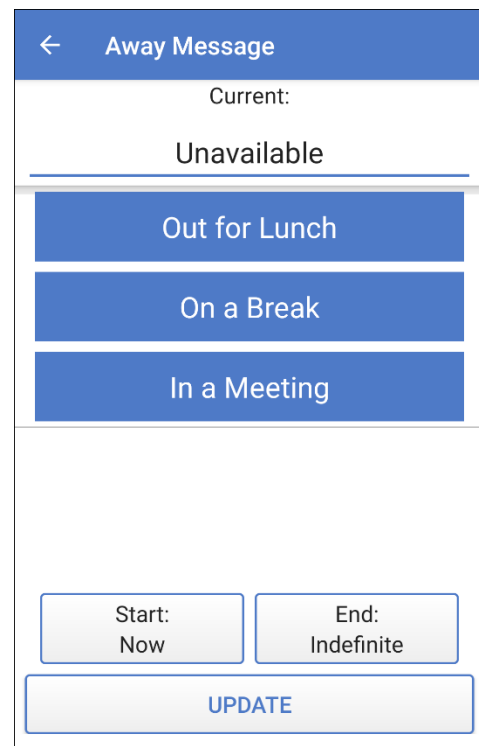 Away Message
Current:
Unavailable
Out for Lunch
On a Break
In a Meeting
Start:
Now
End:
Indefinite
UPDATE